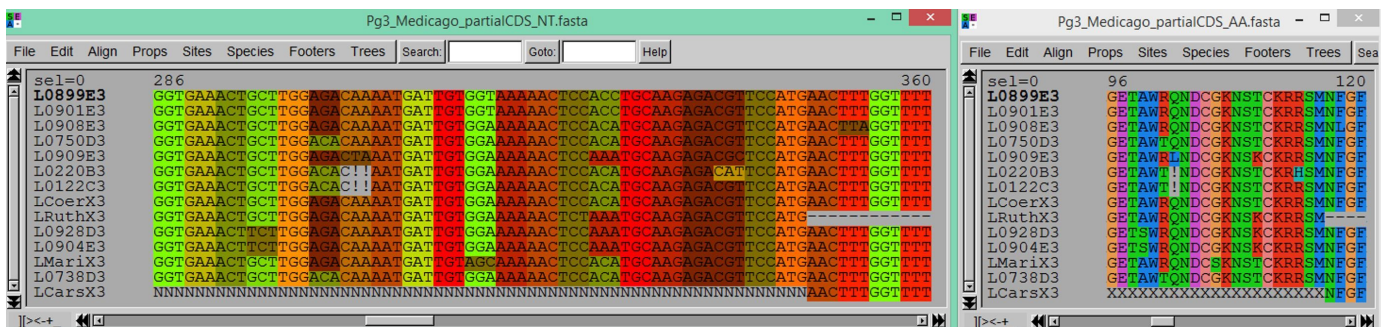 Pg3_Medicago_partialCDS_NT.fasta
File Edit Align Props Sites Species Footers Trees Search: Goto: Help
sel=0 286 360
L0899E3 GGTGAAACTGCTTGGAGACAAAATGATTGTGGTAAAAACTCCACCTGCAAGAGACGTTCCATGAACTTTGGTTTT
L0901E3 GGTGAAACTGCTTGGAGACAAAATGATTGTGGAAAAAACTCCACATGCAAGAGACGTTCCATGAACTTTGGTTTT
L0908E3 GGTGAAACTGCTTGGAGACAAAATGATTGTGGAAAAAACTCCACATGCAAGAGACGTTCCATGAACTTAGGTTTT
L0750D3 GGTGAAACTGCTTGGACACAAAATGATTGTGGAAAAAACTCCACATGCAAGAGACGTTCCATGAACTTTGGTTTT
L0909E3 GGTGAAACTGCTTGGAGACTAAATGATTGTGGAAAAAACTCCAAATGCAAGAGACGCTCCATGAACTTTGGTTTT
L0220B3 GGTGAAACTGCTTGGACAC!!AATGATTGTGGAAAAAACTCCACATGCAAGAGACATTCCATGAACTTTGGTTTT
L0122C3 GGTGAAACTGCTTGGACAC!!AATGATTGTGGAAAAAACTCCACATGCAAGAGACGTTCCATGAACTTTGGTTTT
LCoerX3 GGTGAAACTGCTTGGAGACAAAATGATTGTGGAAAAAACTCCACATGCAAGAGACGTTCCATGAACTTTGGTTTT
LRuthX3 GGTGAAACTGCTTGGAGACAAAATGATTGTGGAAAAAACTCTAAATGCAAGAGACGTTCCATG------------
L0928D3 GGTGAAACTTCTTGGAGACAAAATGATTGTGGAAAAAACTCCAAATGCAAGAGACGTTCCATGAACTTTGGTTTT
L0904E3 GGTGAAACTTCTTGGAGACAAAATGATTGTGGAAAAAACTCCAAATGCAAGAGACGTTCCATGAACTTTGGTTTT
LMariX3 GGTGAAACTGCTTGGAGACAAAATGATTGTAGCAAAAACTCCACATGCAAGAGACGTTCCATGAACTTTGGTTTT
L0738D3 GGTGAAACTGCTTGGACACAAAATGATTGTGGAAAAAACTCCACATGCAAGAGACGTTCCATGAACTTTGGTTTT
LCarsX3 NNNNNNNNNNNNNNNNNNNNNNNNNNNNNNNNNNNNNNNNNNNNNNNNNNNNNNNNNNNNNNNAACTTTGGTTTT
][><-+
Pg3_Medicago_partialCDS_AA.fasta
File Edit Align Props Sites Species Footers Trees Sea
sel=0 96 120
L0899E3 GETAWRQNDCGKNSTCKRRSMNFGF
L0901E3 GETAWRQNDCGKNSTCKRRSMNFGF
L0908E3 GETAWRQNDCGKNSTCKRRSMNLGF
L0750D3 GETAWTQNDCGKNSTCKRRSMNFGF
L0909E3 GETAWRLNDCGKNSKCKRRSMNFGF
L0220B3 GETAWT!NDCGKNSTCKRHSMNFGF
L0122C3 GETAWT!NDCGKNSTCKRRSMNFGF
LCoerX3 GETAWRQNDCGKNSTCKRRSMNFGF
LRuthX3 GETAWRQNDCGKNSKCKRRSM----
L0928D3 GETSWRQNDCGKNSKCKRRSMNFGF
L0904E3 GETSWRQNDCGKNSKCKRRSMNFGF
LMariX3 GETAWRQNDCSKNSTCKRRSMNFGF
L0738D3 GETAWTQNDCGKNSTCKRRSMNFGF
LCarsX3 XXXXXXXXXXXXXXXXXXXXXNFGF
][><-+